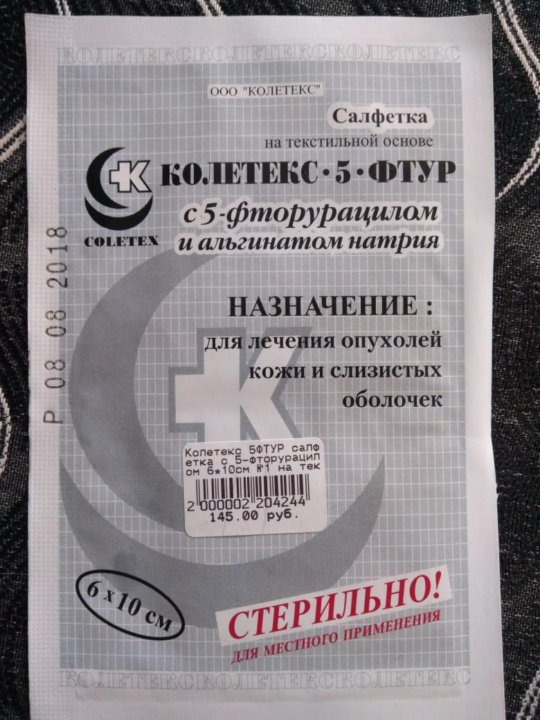 КОЛЕТЕКСКОЛЕТЕКСКОЛЕТЕКСКОЛЕТЕКС
ООО "КОЛЕТЕКС"
Салфетка
на текстильной основе
К
КОЛЕТЕКС·5·ФТУР
COLETEX
с 5-фторурацилом
и альгинатом натрия
Р 08 08 2018
НАЗНАЧЕНИЕ :
для лечения опухолей
кожи и слизистых
оболочек
К
Колетекс 5ФТУР салф
етка с 5-фторурацил
ом 6*10см №1 на тек
2 000002 204244
145.00 руб.
6 х 10 см
СТЕРИЛЬНО!
ДЛЯ МЕСТНОГО ПРИМЕНЕНИЯ
КОЛЕТЕКСКОЛЕТЕКСКОЛЕТЕКСКОЛЕТЕКС